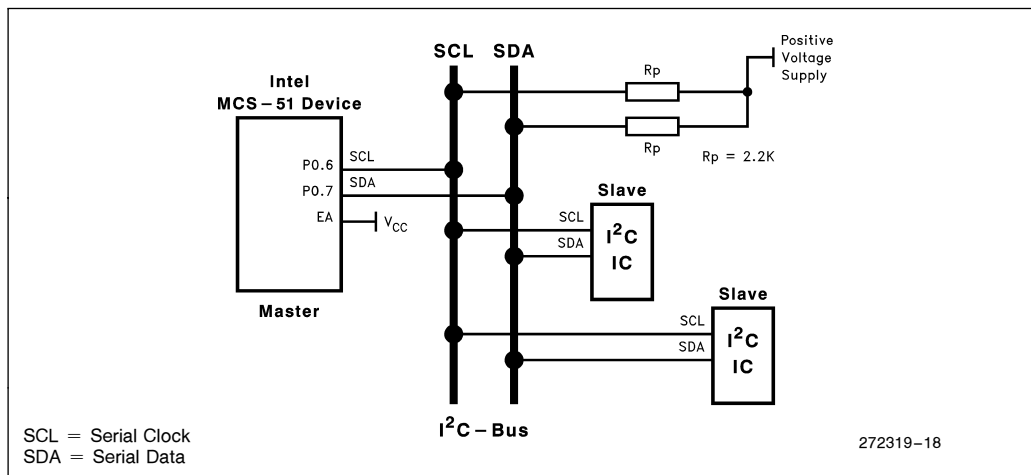 SCL SDA
Positive
Voltage
Supply
Rp
Rp
Rp = 2.2K
Intel
MCS–51 Device
P0.6
SCL
P0.7
SDA
EA
VCC
Master
Slave
SCL
SDA
I²C
IC
Slave
SCL
SDA
I²C
IC
I²C–Bus
SCL = Serial Clock
SDA = Serial Data
272319–18